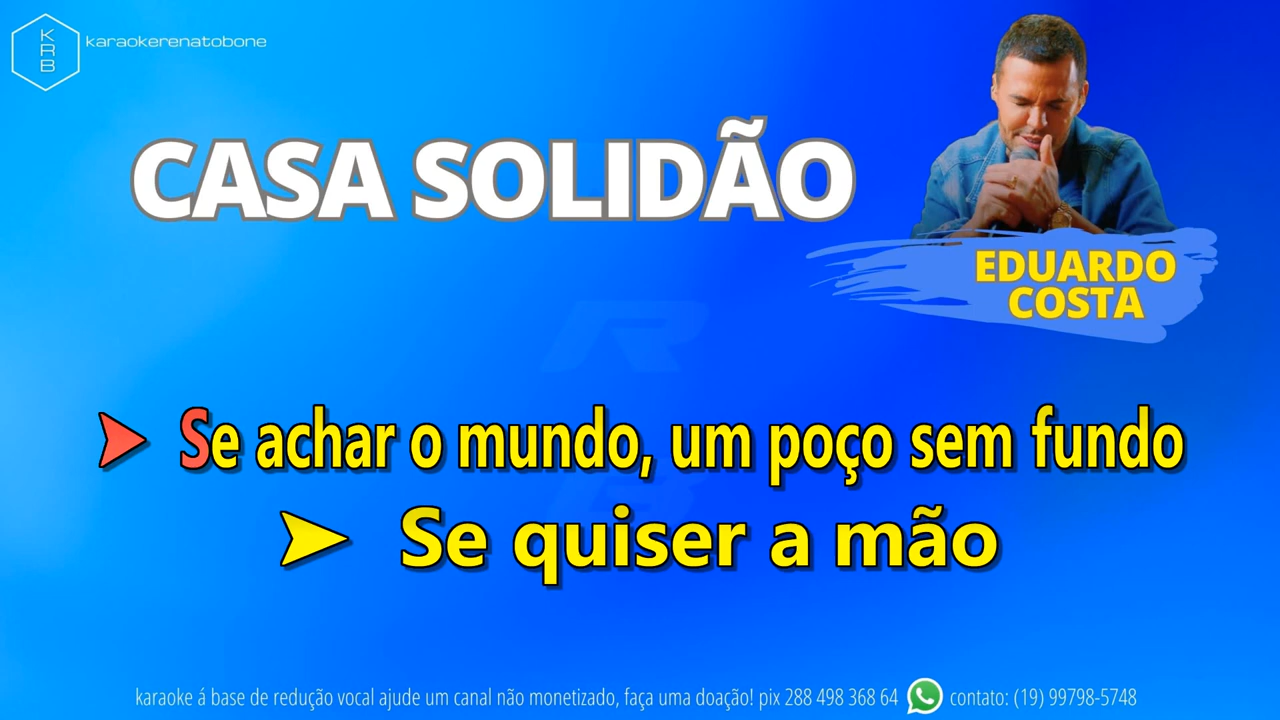 K
R
B
karaokerenatobone
CASA SOLIDÃO
EDUARDO
COSTA
R
B
➤ Se achar o mundo, um poço sem fundo
➤ Se quiser a mão
karaoke á base de redução vocal ajude um canal não monetizado, faça uma doação! pix 288 498 368 64 contato: (19) 99798-5748